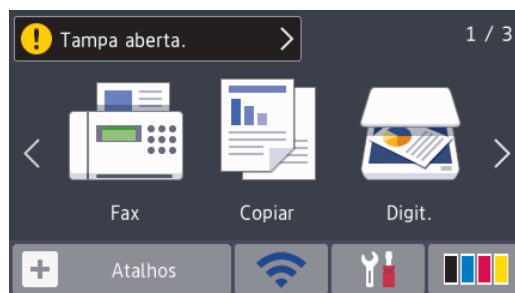 ! Tampa aberta.
1 / 3
Fax
Copiar
Digit.
Atalhos